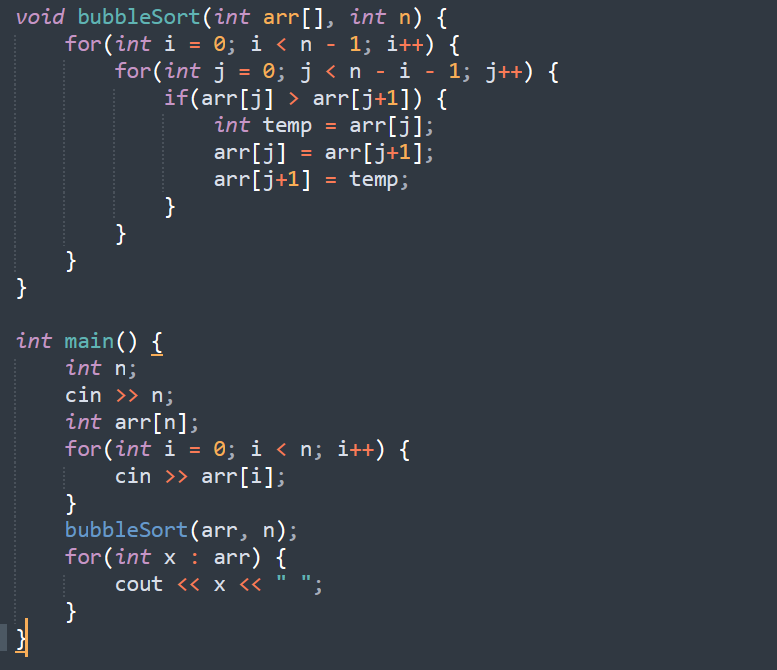 void bubbleSort(int arr[], int n) {
    for(int i = 0; i < n - 1; i++) {
        for(int j = 0; j < n - i - 1; j++) {
            if(arr[j] > arr[j+1]) {
                int temp = arr[j];
                arr[j] = arr[j+1];
                arr[j+1] = temp;
            }
        }
    }
}

int main() {
    int n;
    cin >> n;
    int arr[n];
    for(int i = 0; i < n; i++) {
        cin >> arr[i];
    }
    bubbleSort(arr, n);
    for(int x : arr) {
        cout << x << " ";
    }
}